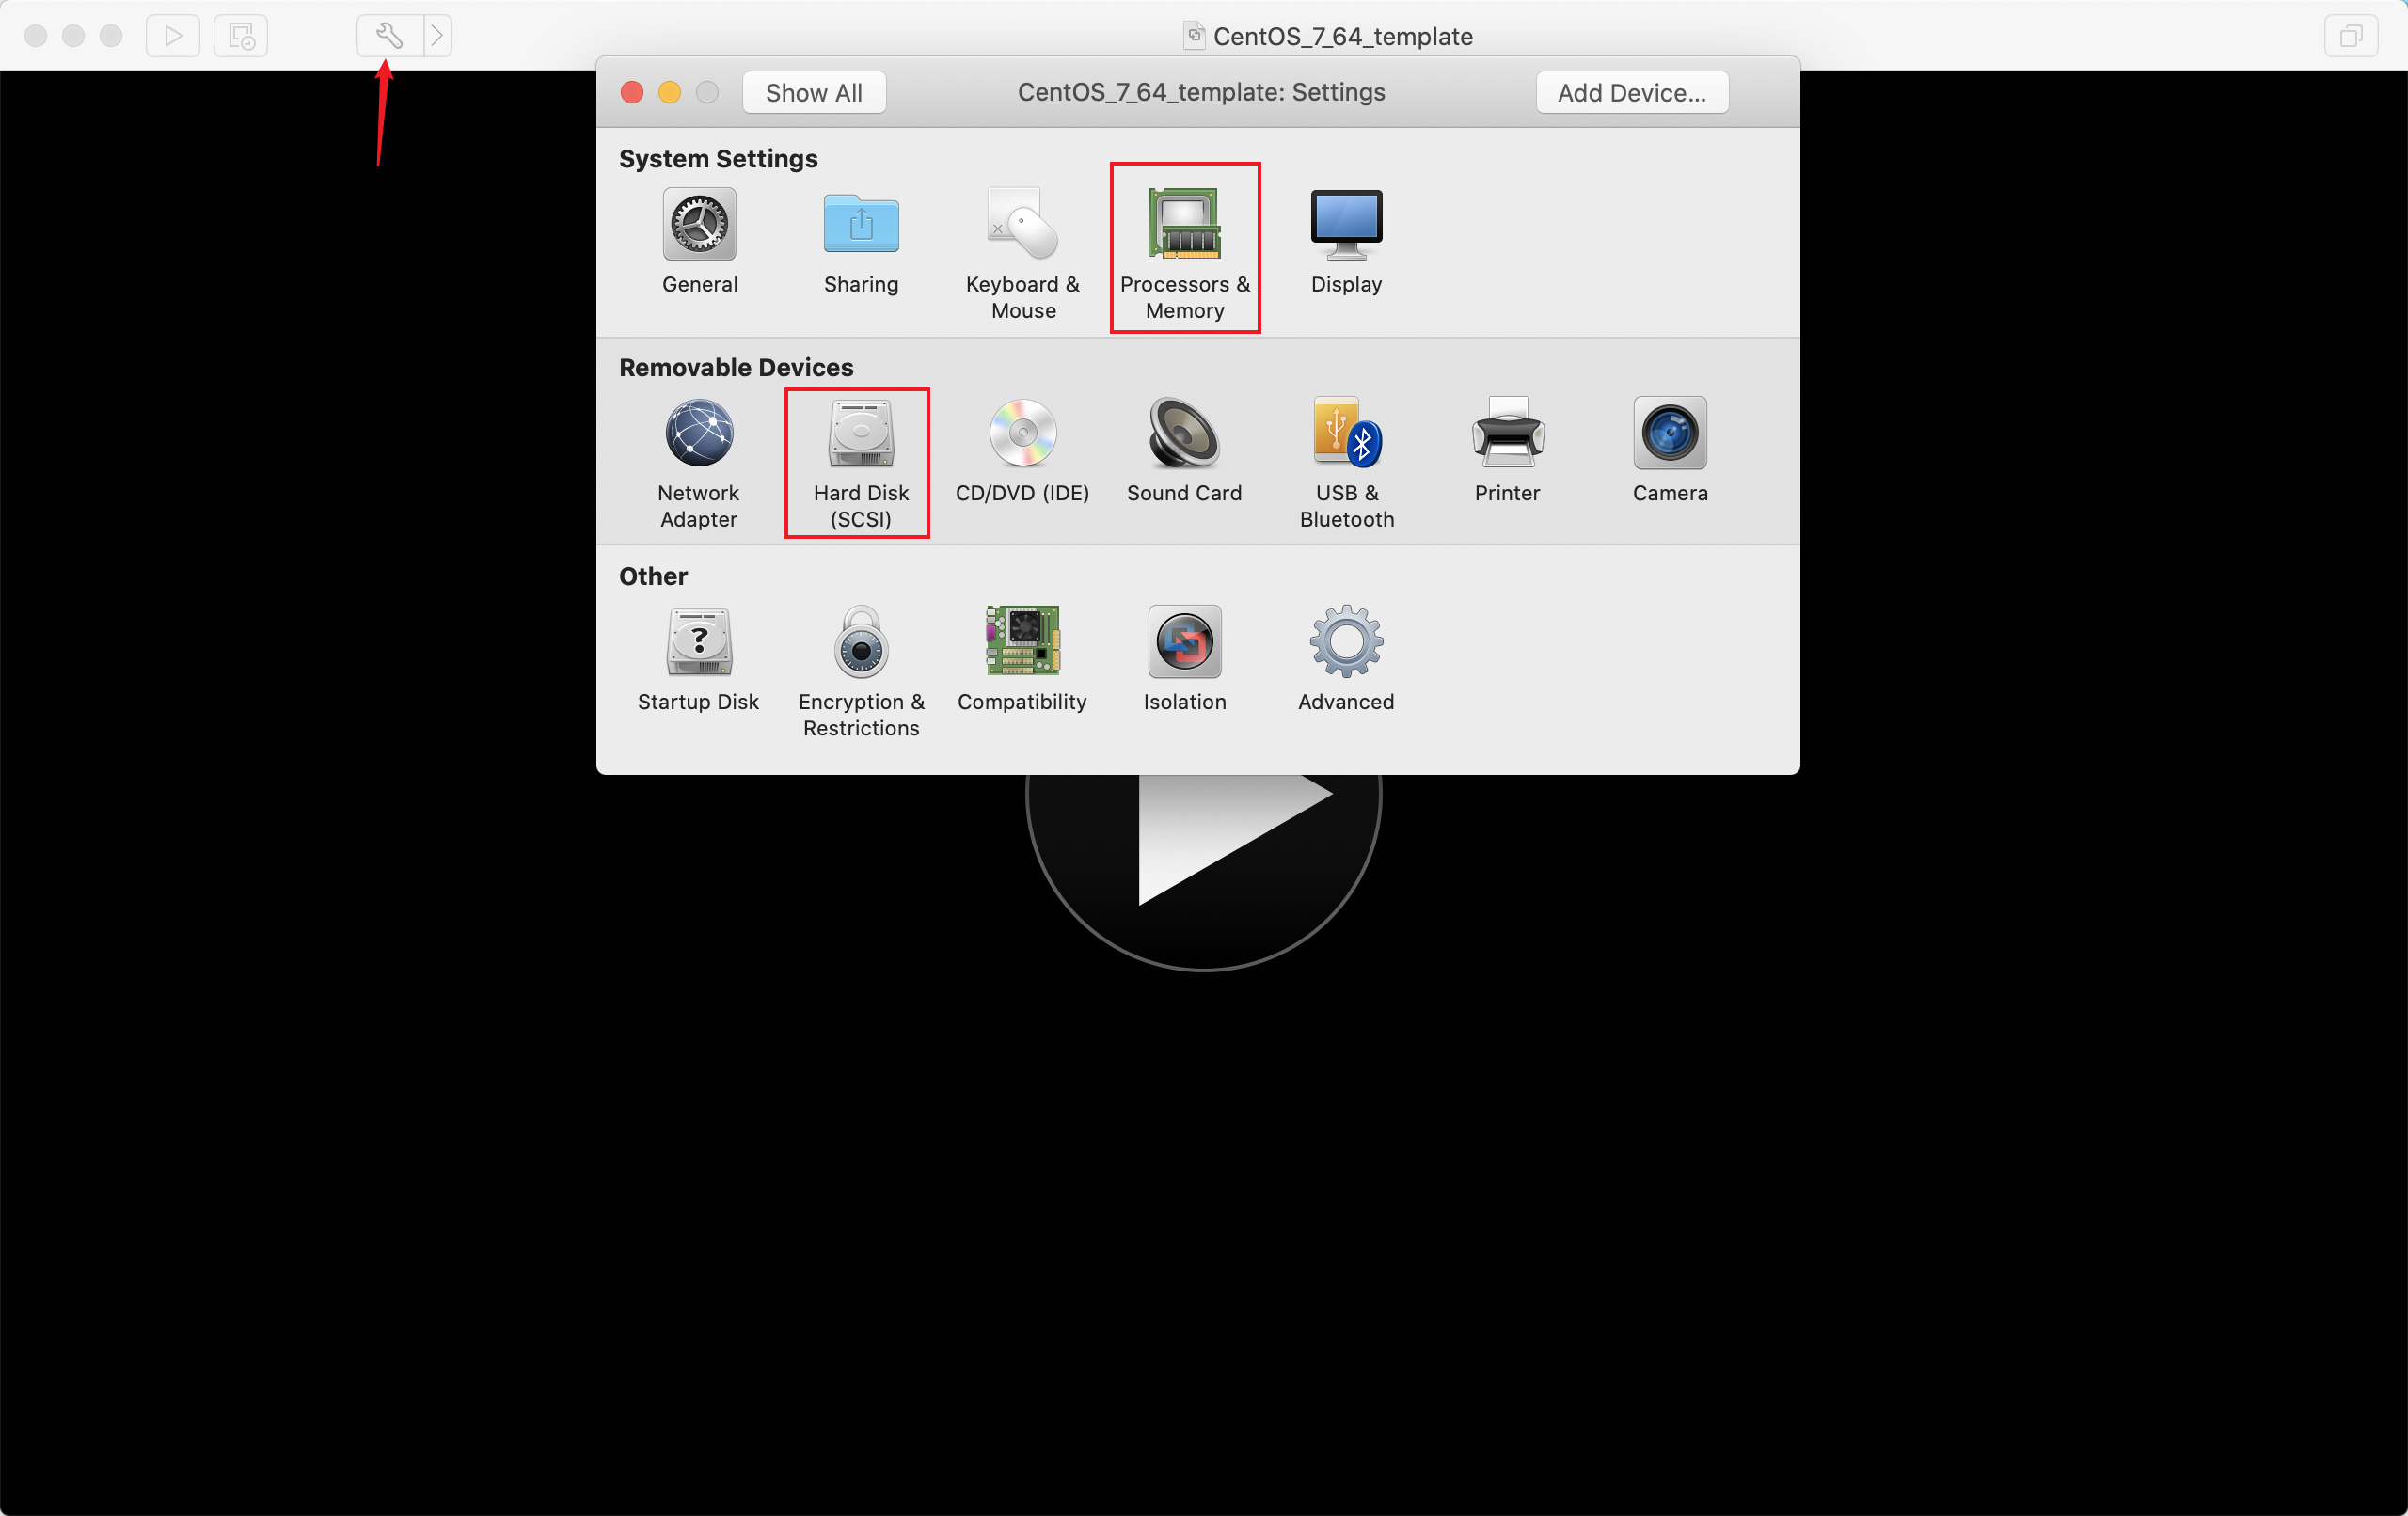 CentOS_7_64_template
Show All
CentOS_7_64_template: Settings
Add Device...
System Settings
General
Sharing
Keyboard &
Mouse
Processors &
Memory
Display
Removable Devices
Network
Adapter
Hard Disk
(SCSI)
CD/DVD (IDE)
Sound Card
USB &
Bluetooth
Printer
Camera
Other
?
Startup Disk
Encryption &
Restrictions
Compatibility
Isolation
Advanced